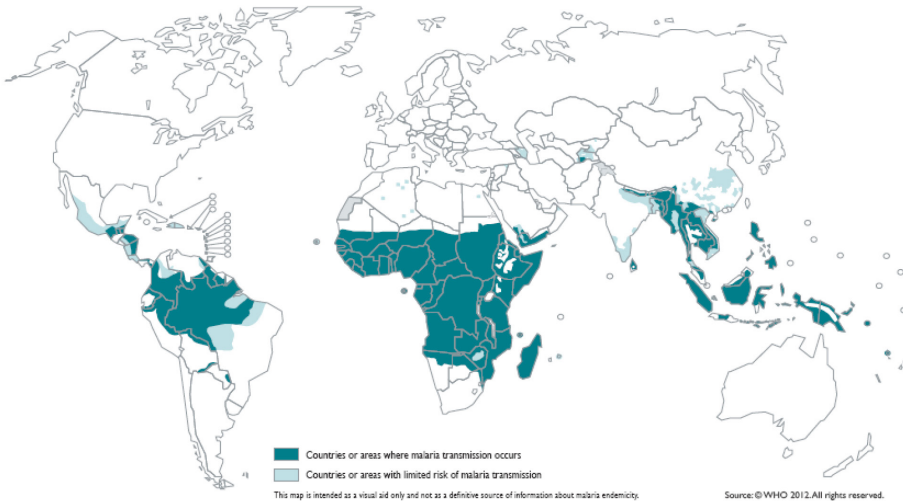 Countries or areas where malaria transmission occurs
Countries or areas with limited risk of malaria transmission
This map is intended as a visual aid only and not as a definitive source of information about malaria endemicity.
Source: © WHO 2012. All rights reserved.